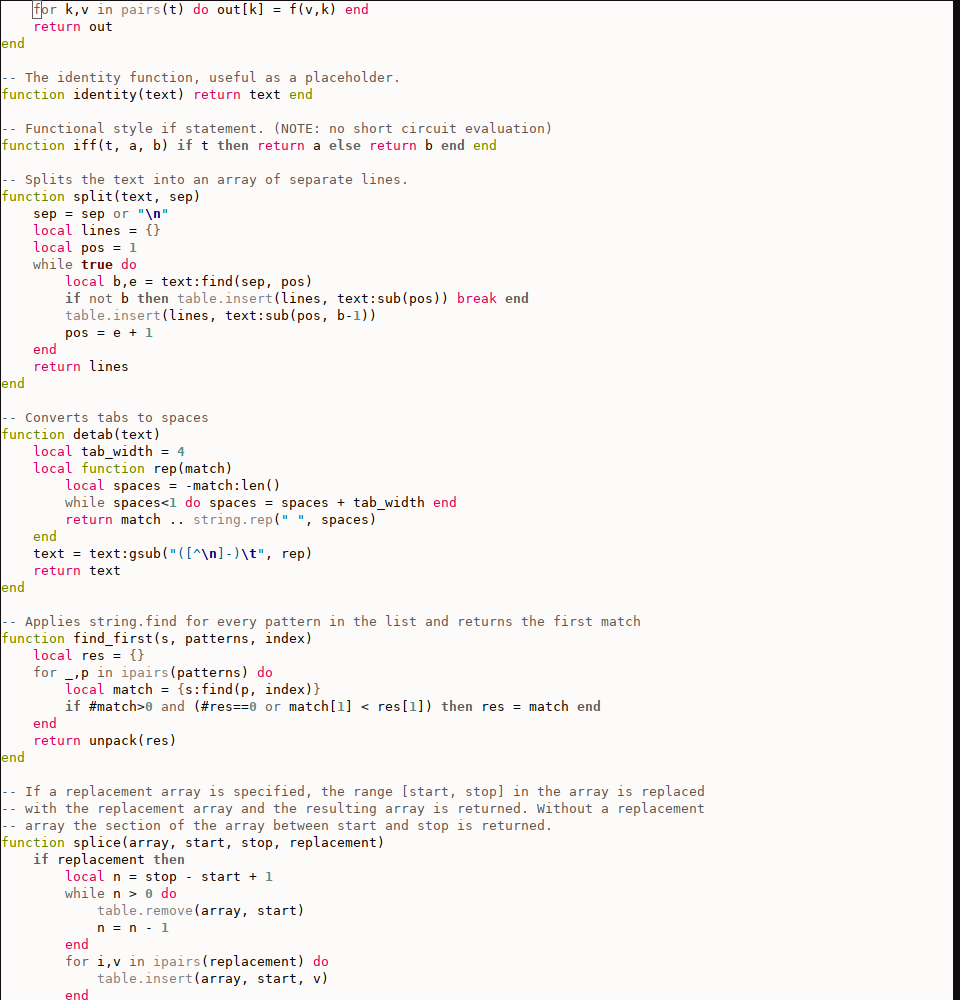 for k,v in pairs(t) do out[k] = f(v,k) end
    return out
end

-- The identity function, useful as a placeholder.
function identity(text) return text end

-- Functional style if statement. (NOTE: no short circuit evaluation)
function iff(t, a, b) if t then return a else return b end end

-- Splits the text into an array of separate lines.
function split(text, sep)
    sep = sep or "\n"
    local lines = {}
    local pos = 1
    while true do
        local b,e = text:find(sep, pos)
        if not b then table.insert(lines, text:sub(pos)) break end
        table.insert(lines, text:sub(pos, b-1))
        pos = e + 1
    end
    return lines
end

-- Converts tabs to spaces
function detab(text)
    local tab_width = 4
    local function rep(match)
        local spaces = -match:len()
        while spaces<1 do spaces = spaces + tab_width end
        return match .. string.rep(" ", spaces)
    end
    text = text:gsub("([^\n]-)\t", rep)
    return text
end

-- Applies string.find for every pattern in the list and returns the first match
function find_first(s, patterns, index)
    local res = {}
    for _,p in ipairs(patterns) do
        local match = {s:find(p, index)}
        if #match>0 and (#res==0 or match[1] < res[1]) then res = match end
    end
    return unpack(res)
end

-- If a replacement array is specified, the range [start, stop] in the array is replaced
-- with the replacement array and the resulting array is returned. Without a replacement
-- array the section of the array between start and stop is returned.
function splice(array, start, stop, replacement)
    if replacement then
        local n = stop - start + 1
        while n > 0 do
            table.remove(array, start)
            n = n - 1
        end
        for i,v in ipairs(replacement) do
            table.insert(array, start, v)
        end